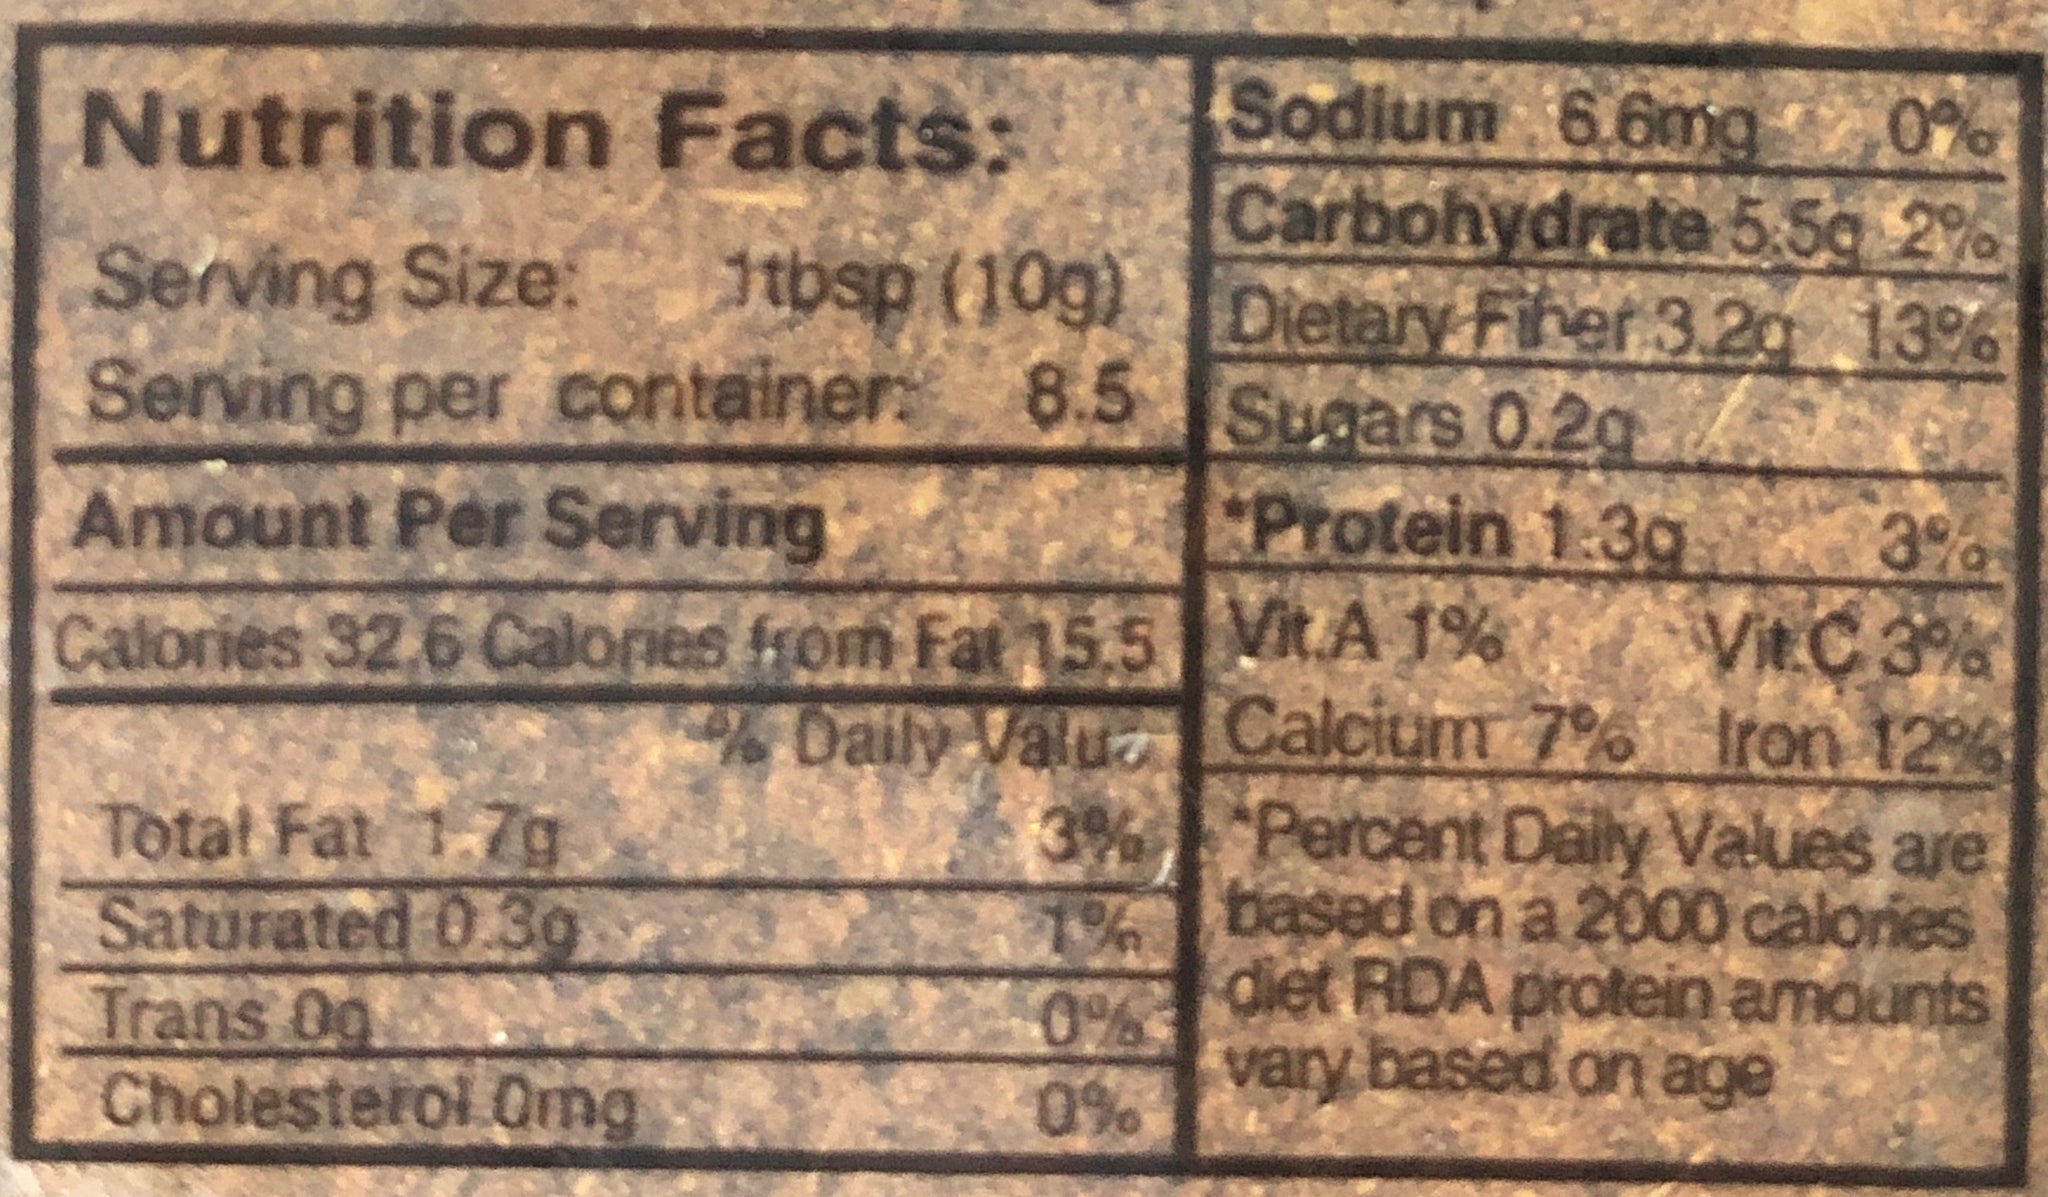 Nutrition Facts:
Serving Size: 1tbsp (10g)
Serving per container: 8.5
Amount Per Serving
Calories 32.6 Calories from Fat 15.5
% Daily Value
Total Fat 1.7g 3%
Saturated 0.3g 1%
Trans 0g 0%
Cholesterol 0mg 0%
Sodium 6.6mg 0%
Carbohydrate 5.5g 2%
Dietary Fiber 3.2g 13%
Sugars 0.2g
*Protein 1.3g 3%
Vit.A 1% Vit.C 3%
Calcium 7% Iron 12%
*Percent Daily Values are
based on a 2000 calories
diet RDA protein amounts
vary based on age